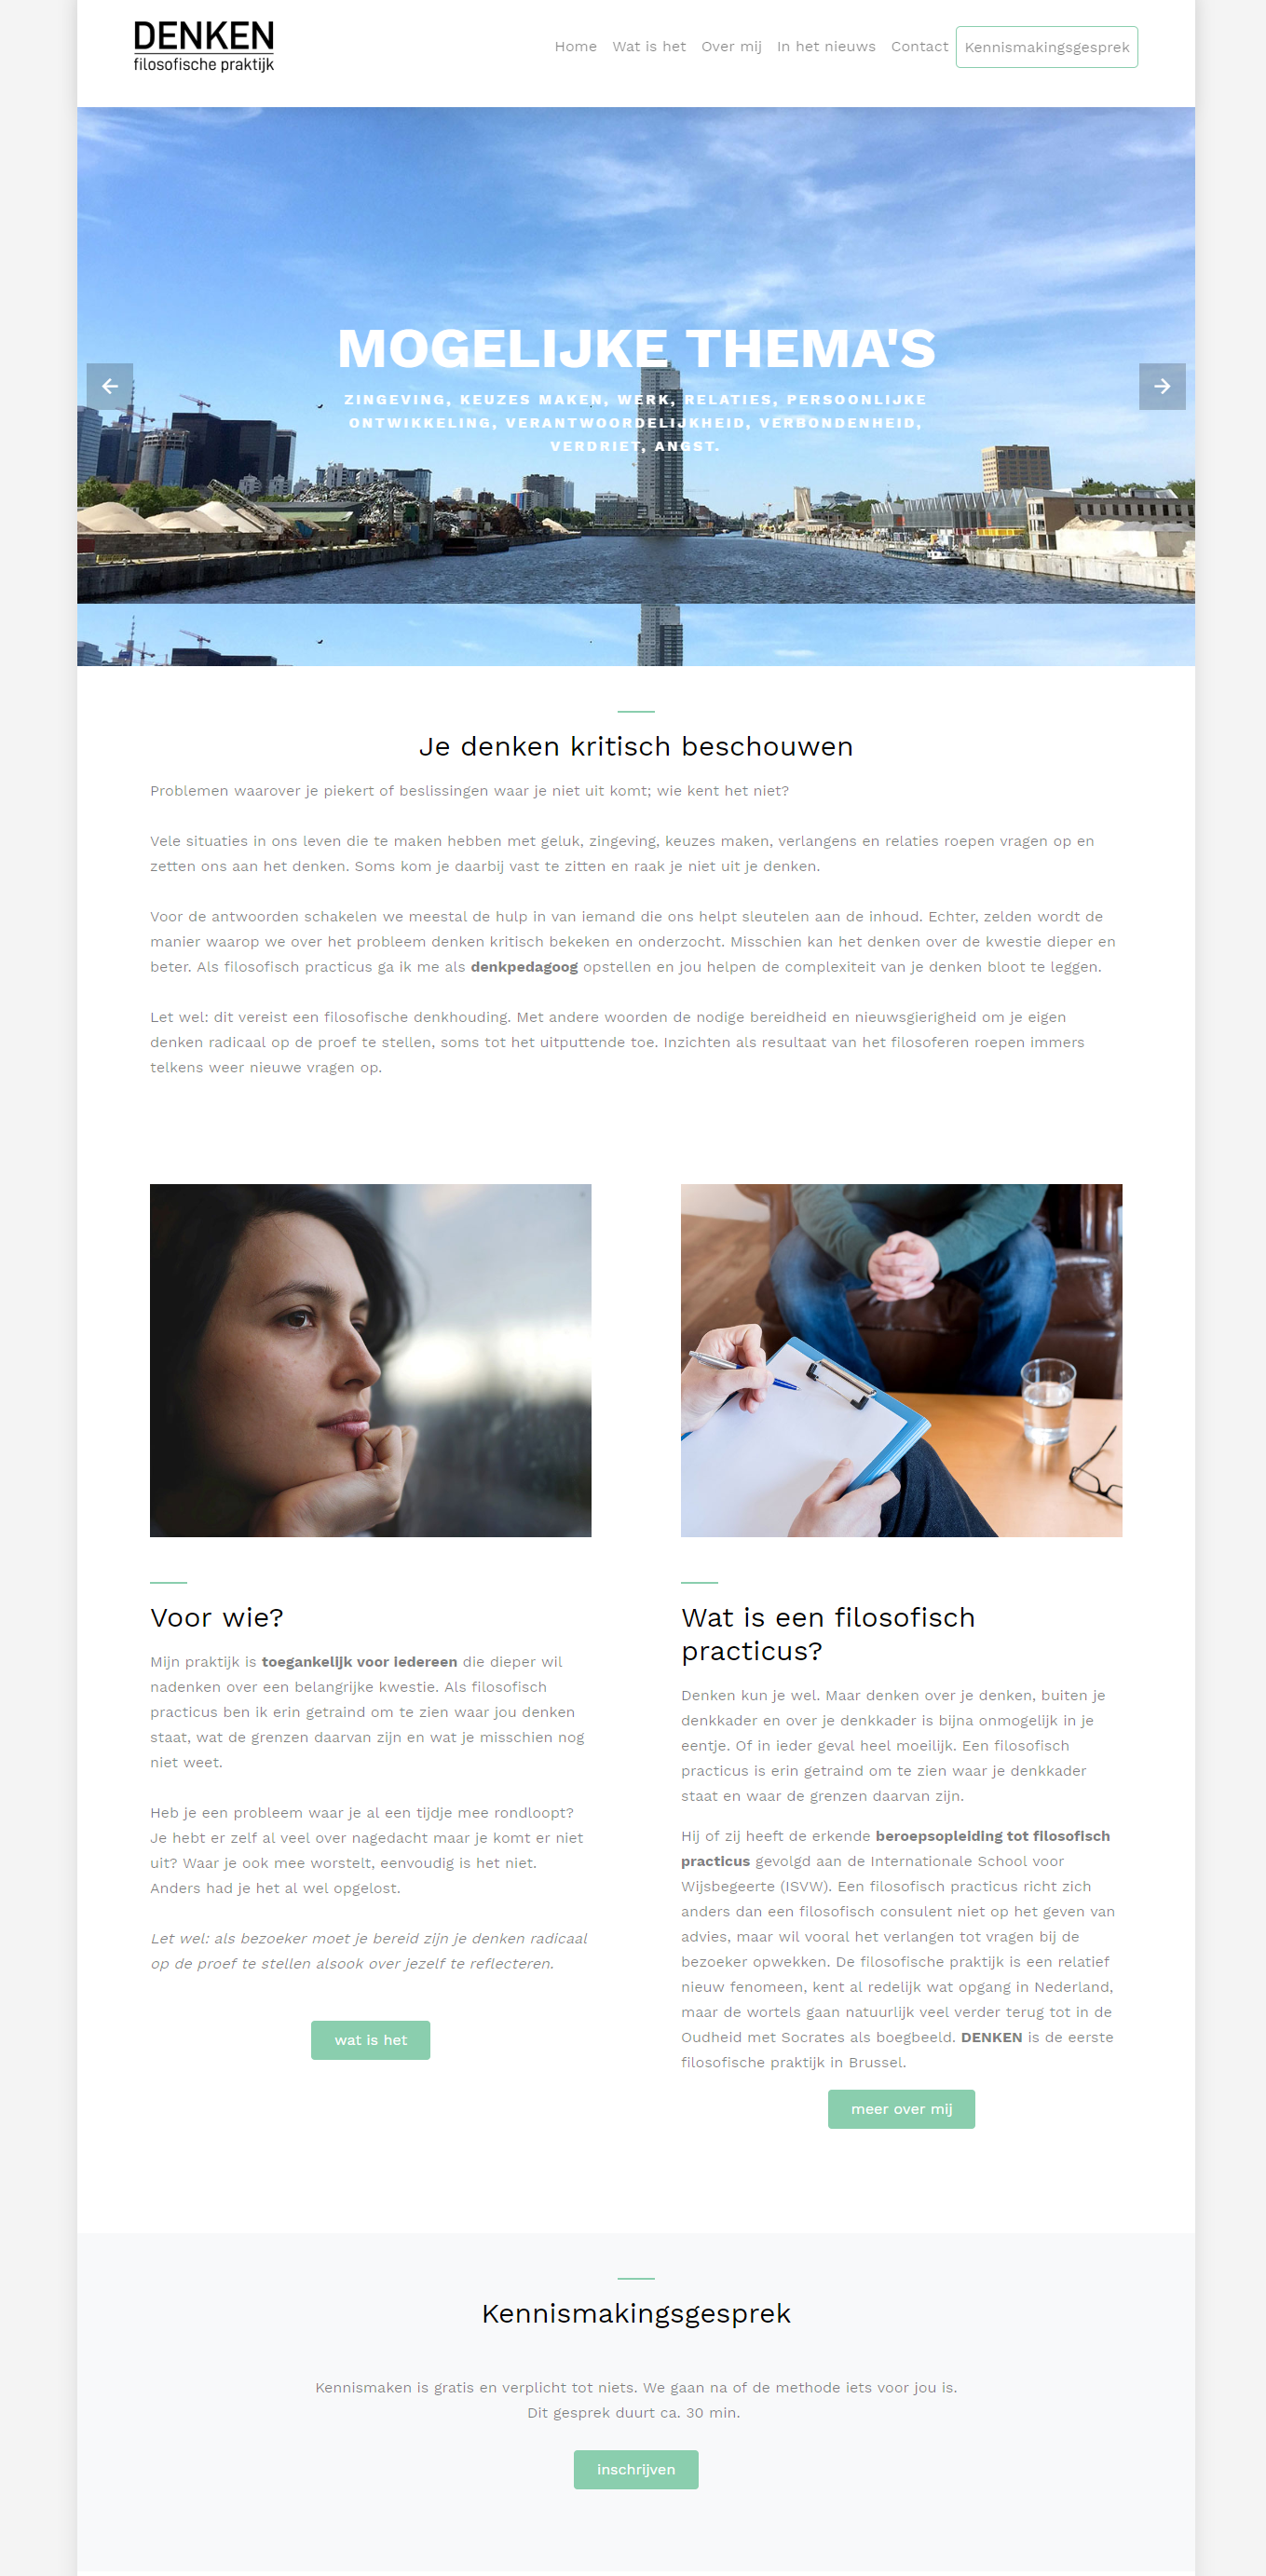 DENKEN
filosofische praktijk
Home Wat is het Over mij In het nieuws Contact Kennismakingsgesprek
MOGELIJKE THEMA'S
ZINGEVING, KEUZES MAKEN, WERK, RELATIES, PERSOONLIJKE
ONTWIKKELING, VERANTWOORDELIJKHEID, VERBONDENHEID,
VERDRIET, ANGST.
Je denken kritisch beschouwen
Problemen waarover je piekert of beslissingen waar je niet uit komt; wie kent het niet?
Vele situaties in ons leven die te maken hebben met geluk, zingeving, keuzes maken, verlangens en relaties roepen vragen op en
zetten ons aan het denken. Soms kom je daarbij vast te zitten en raak je niet uit je denken.
Voor de antwoorden schakelen we meestal de hulp in van iemand die ons helpt sleutelen aan de inhoud. Echter, zelden wordt de
manier waarop we over het probleem denken kritisch bekeken en onderzocht. Misschien kan het denken over de kwestie dieper en
beter. Als filosofisch practicus ga ik me als denkpedagoog opstellen en jou helpen de complexiteit van je denken bloot te leggen.
Let wel: dit vereist een filosofische denkhouding. Met andere woorden de nodige bereidheid en nieuwsgierigheid om je eigen
denken radicaal op de proef te stellen, soms tot het uitputtende toe. Inzichten als resultaat van het filosoferen roepen immers
telkens weer nieuwe vragen op.
Voor wie?
Mijn praktijk is toegankelijk voor iedereen die dieper wil
nadenken over een belangrijke kwestie. Als filosofisch
practicus ben ik erin getraind om te zien waar jou denken
staat, wat de grenzen daarvan zijn en wat je misschien nog
niet weet.
Heb je een probleem waar je al een tijdje mee rondloopt?
Je hebt er zelf al veel over nagedacht maar je komt er niet
uit? Waar je ook mee worstelt, eenvoudig is het niet.
Anders had je het al wel opgelost.
Let wel: als bezoeker moet je bereid zijn je denken radicaal
op de proef te stellen alsook over jezelf te reflecteren.
wat is het
Wat is een filosofisch
practicus?
Denken kun je wel. Maar denken over je denken, buiten je
denkkader en over je denkkader is bijna onmogelijk in je
eentje. Of in ieder geval heel moeilijk. Een filosofisch
practicus is erin getraind om te zien waar je denkkader
staat en waar de grenzen daarvan zijn.
Hij of zij heeft de erkende beroepsopleiding tot filosofisch
practicus gevolgd aan de Internationale School voor
Wijsbegeerte (ISVW). Een filosofisch practicus richt zich
anders dan een filosofisch consulent niet op het geven van
advies, maar wil vooral het verlangen tot vragen bij de
bezoeker opwekken. De filosofische praktijk is een relatief
nieuw fenomeen, kent al redelijk wat opgang in Nederland,
maar de wortels gaan natuurlijk veel verder terug tot in de
Oudheid met Socrates als boegbeeld. DENKEN is de eerste
filosofische praktijk in Brussel.
meer over mij
Kennismakingsgesprek
Kennismaken is gratis en verplicht tot niets. We gaan na of de methode iets voor jou is.
Dit gesprek duurt ca. 30 min.
inschrijven